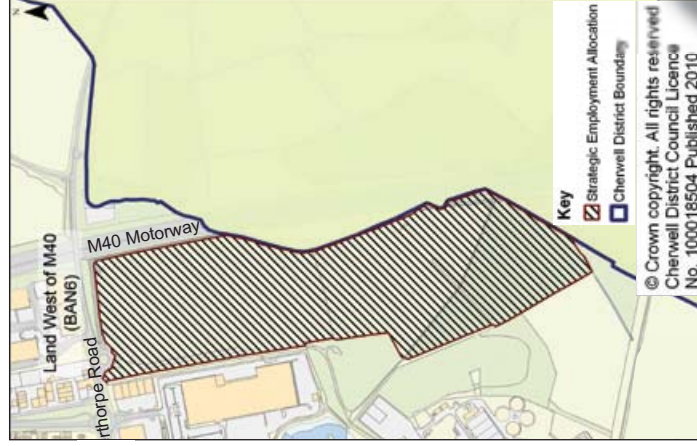 N
Land West of M40
(BAN6)
M40 Motorway
rthorpe Road
Key
Strategic Employment Allocation
Cherwell District Boundary
© Crown copyright. All rights reserved
Cherwell District Council Licence
No. 100018504 Published 2010